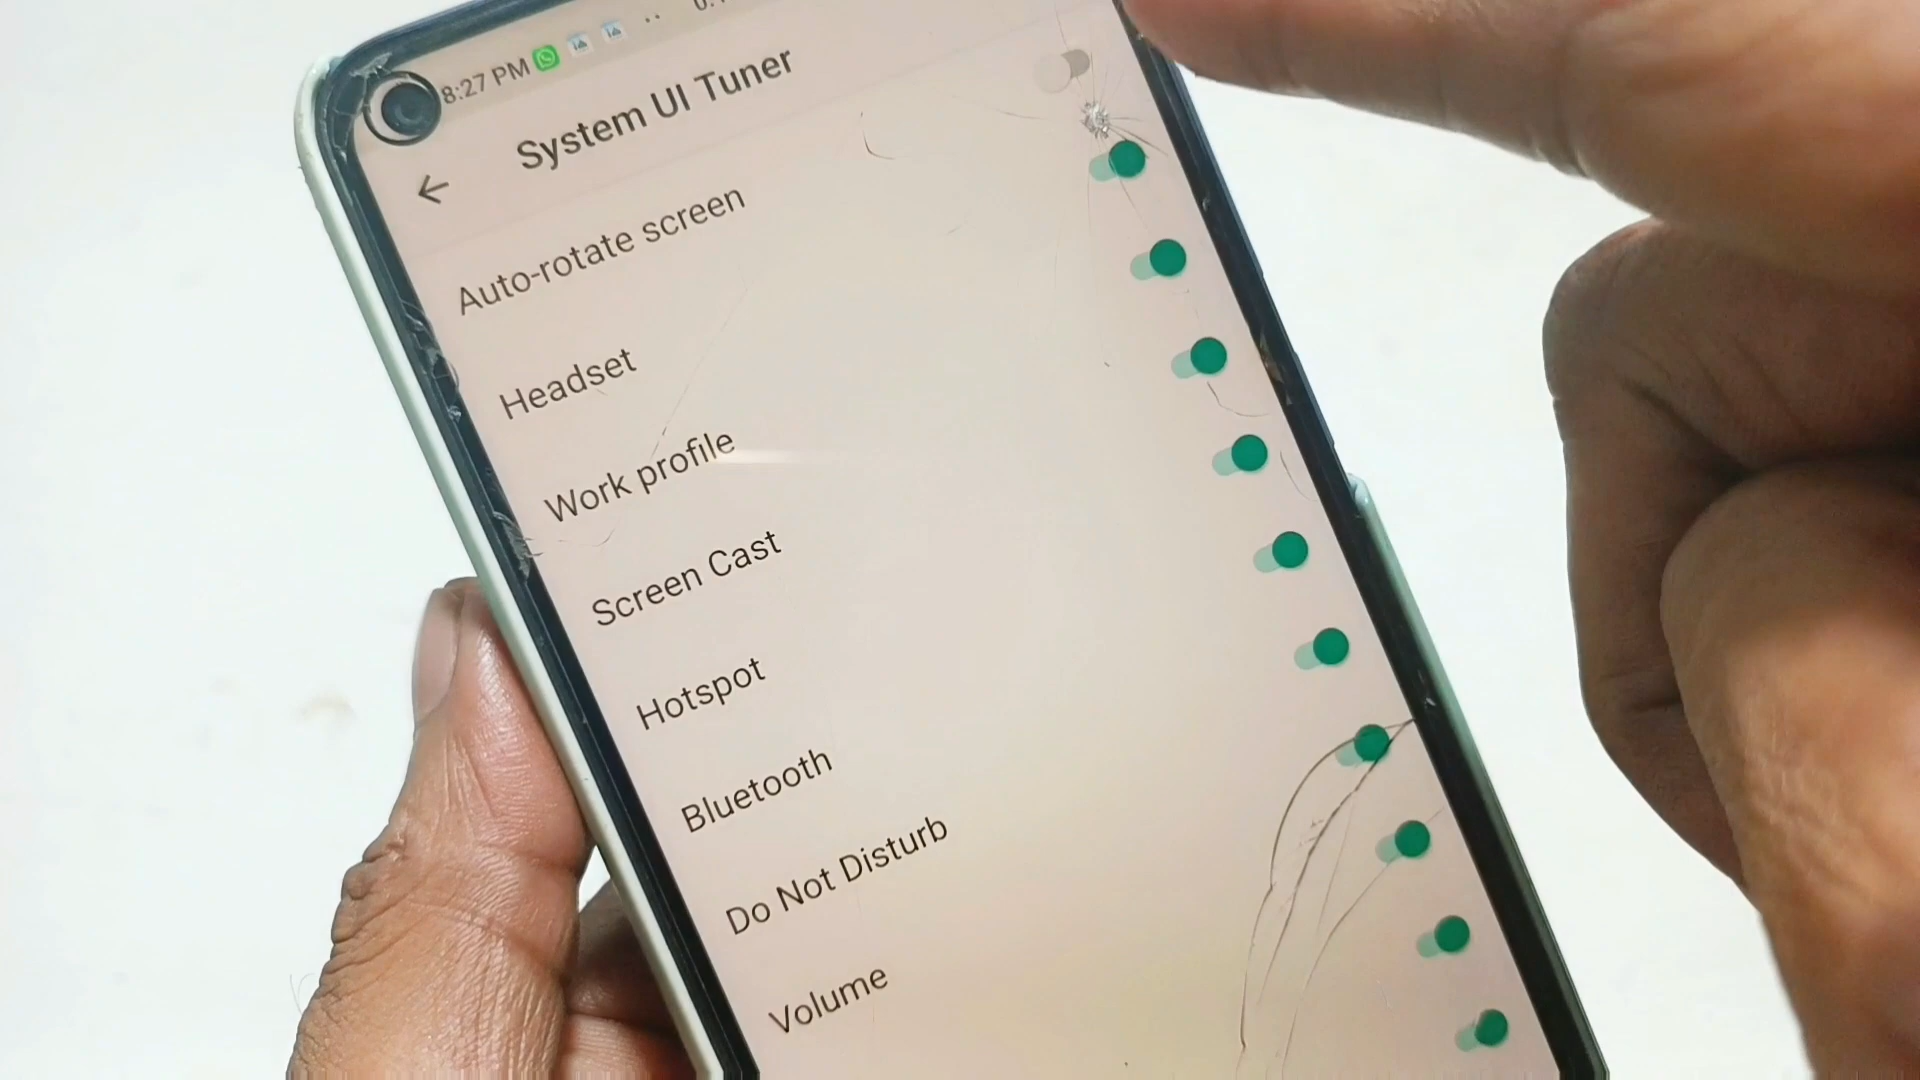 8:27 PM
System UI Tuner
Auto-rotate screen
Headset
Work profile
Screen Cast
Hotspot
Bluetooth
Do Not Disturb
Volume